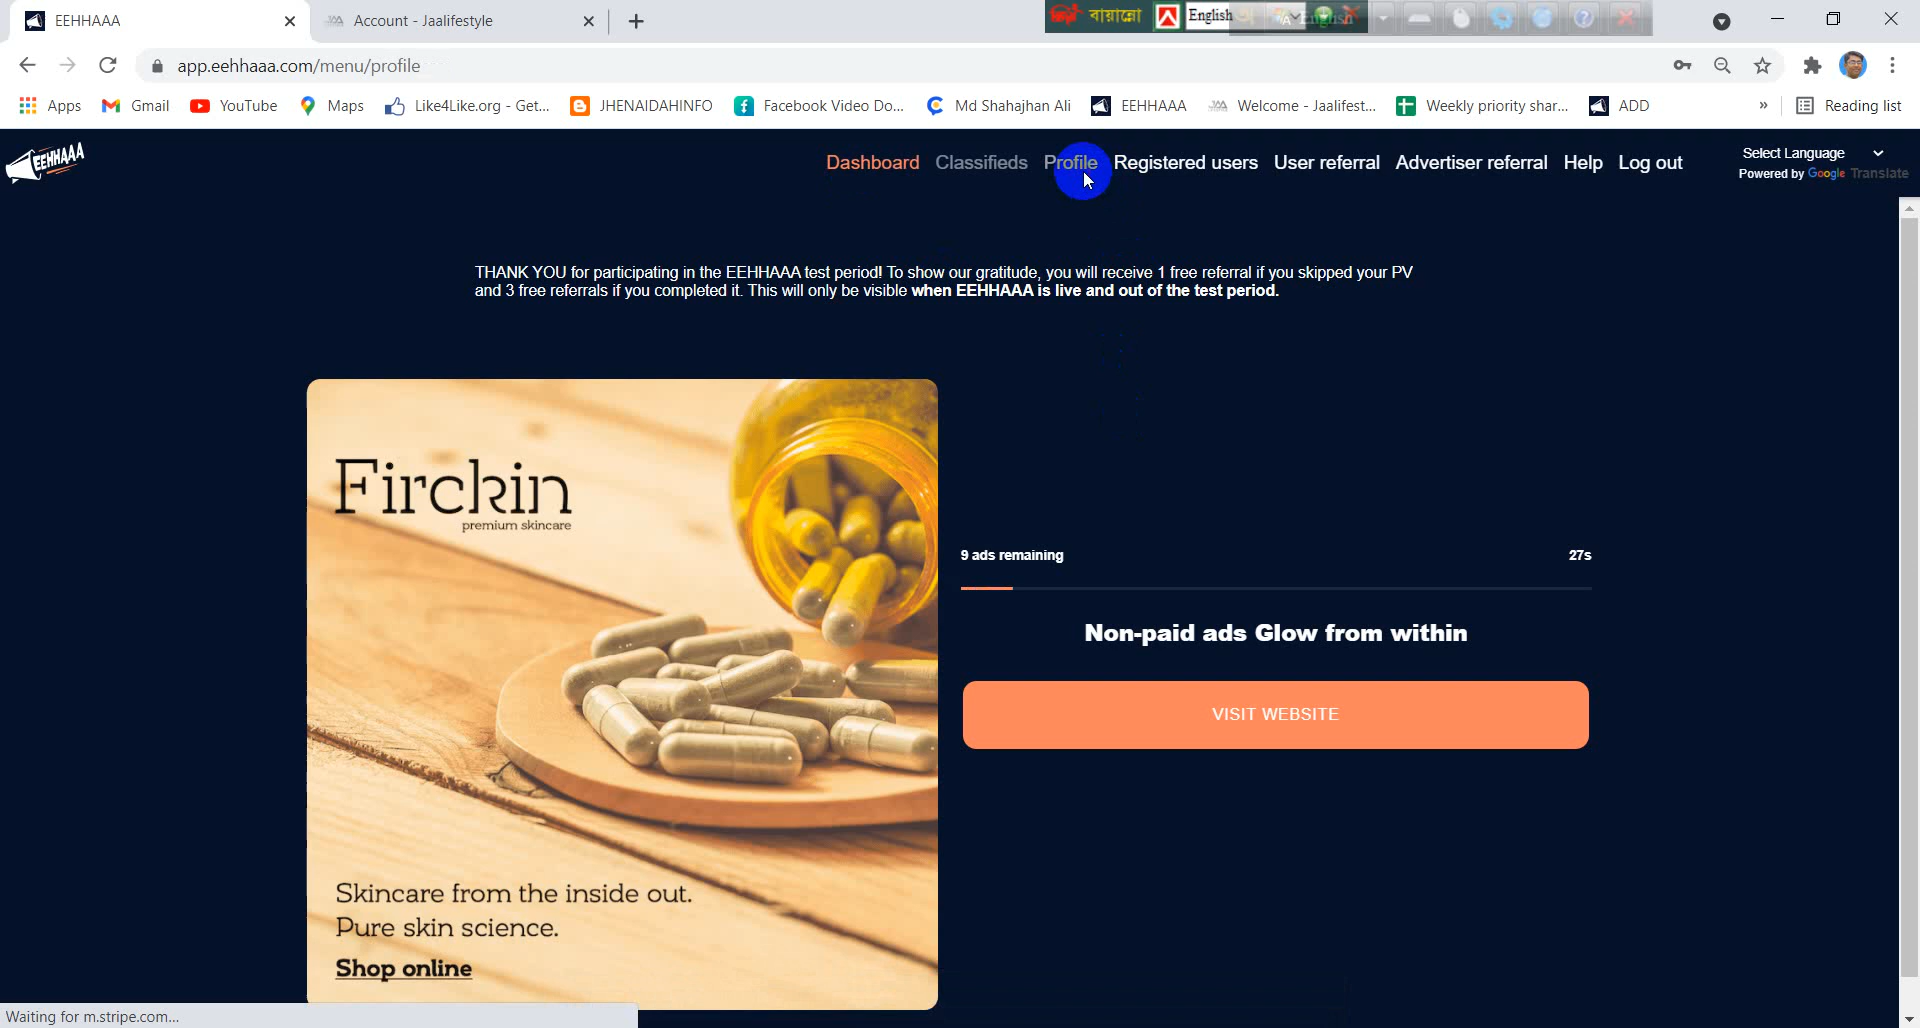 EEHHAAA
Account - Jaalifestyle
বায়ান্নো
English
app.eehhaaa.com/menu/profile
Apps
Gmail
YouTube
Maps
Like4Like.org - Get...
JHENAIDAHINFO
Facebook Video Do...
Md Shahajhan Ali
EEHHAAA
Welcome - Jaalifest...
Weekly priority shar...
ADD
»
Reading list
EEHHAAA
Dashboard
Classifieds
Profile
Registered users
User referral
Advertiser referral
Help
Log out
Select Language
Powered by Google Translate
THANK YOU for participating in the EEHHAAA test period! To show our gratitude, you will receive 1 free referral if you skipped your PV
and 3 free referrals if you completed it. This will only be visible when EEHHAAA is live and out of the test period.
Firckin
premium skincare
9 ads remaining
27s
Non-paid ads Glow from within
VISIT WEBSITE
Skincare from the inside out.
Pure skin science.
Shop online
Waiting for m.stripe.com...